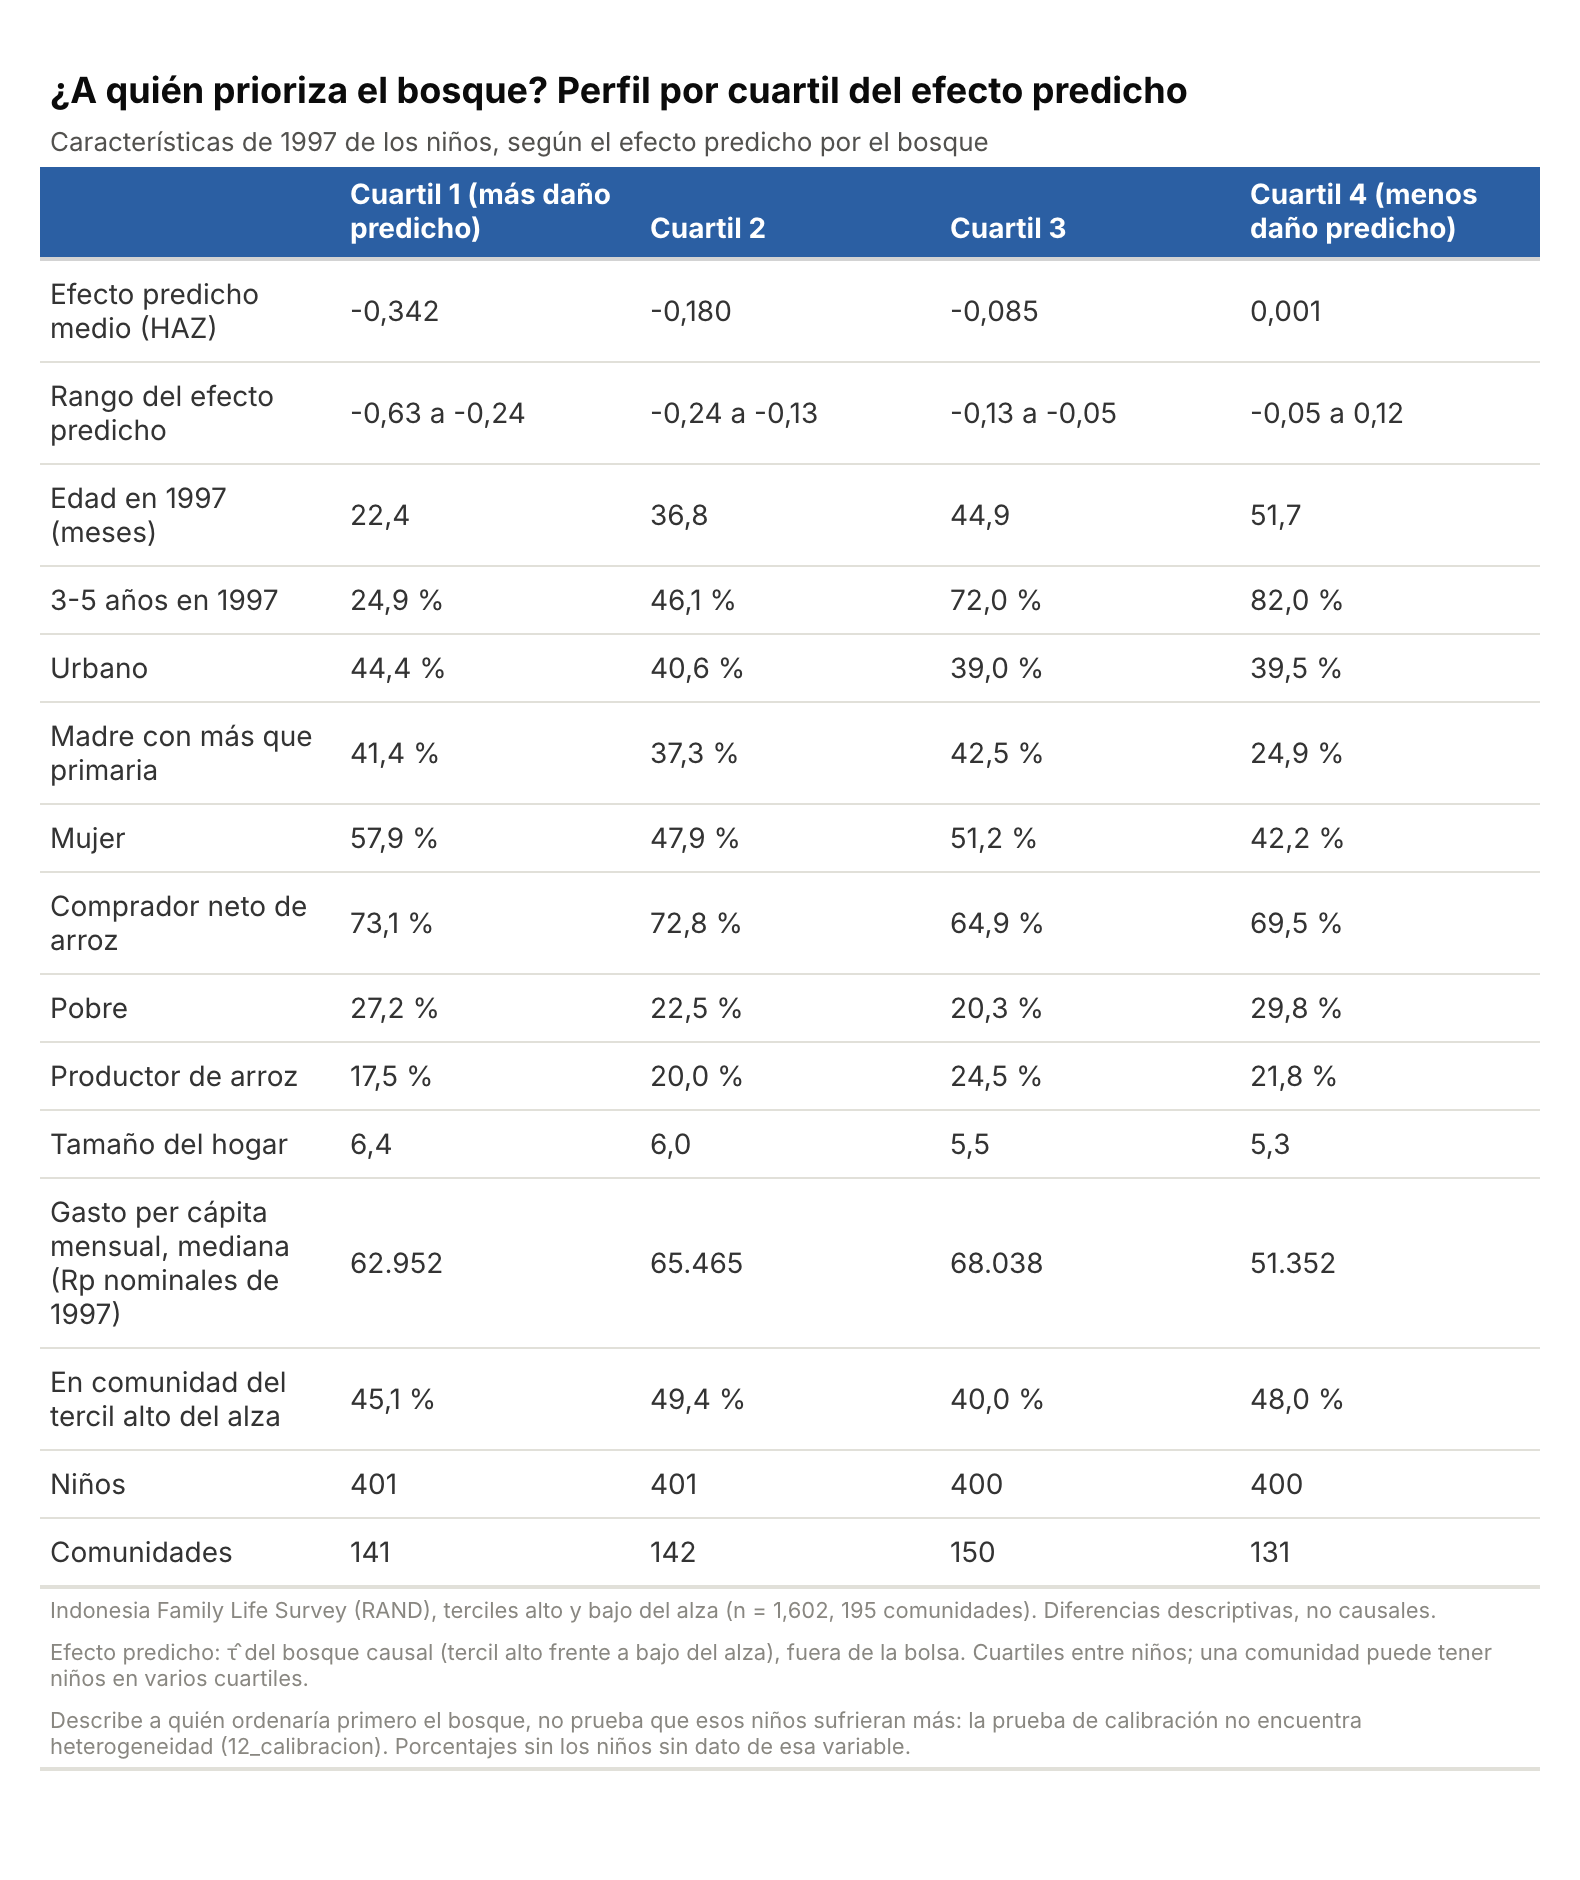 ¿A quién prioriza el bosque? Perfil por cuartil del efecto predicho
Características de 1997 de los niños, según el efecto predicho por el bosque
Cuartil 1 (más daño predicho) Cuartil 2 Cuartil 3 Cuartil 4 (menos daño predicho)
Efecto predicho medio (HAZ) -0,342 -0,180 -0,085 0,001
Rango del efecto predicho -0,63 a -0,24 -0,24 a -0,13 -0,13 a -0,05 -0,05 a 0,12
Edad en 1997 (meses) 22,4 36,8 44,9 51,7
3-5 años en 1997 24,9 % 46,1 % 72,0 % 82,0 %
Urbano 44,4 % 40,6 % 39,0 % 39,5 %
Madre con más que primaria 41,4 % 37,3 % 42,5 % 24,9 %
Mujer 57,9 % 47,9 % 51,2 % 42,2 %
Comprador neto de arroz 73,1 % 72,8 % 64,9 % 69,5 %
Pobre 27,2 % 22,5 % 20,3 % 29,8 %
Productor de arroz 17,5 % 20,0 % 24,5 % 21,8 %
Tamaño del hogar 6,4 6,0 5,5 5,3
Gasto per cápita mensual, mediana (Rp nominales de 1997) 62.952 65.465 68.038 51.352
En comunidad del tercil alto del alza 45,1 % 49,4 % 40,0 % 48,0 %
Niños 401 401 400 400
Comunidades 141 142 150 131
Indonesia Family Life Survey (RAND), terciles alto y bajo del alza (n = 1,602, 195 comunidades). Diferencias descriptivas, no causales.
Efecto predicho: τ̂ del bosque causal (tercil alto frente a bajo del alza), fuera de la bolsa. Cuartiles entre niños; una comunidad puede tener
niños en varios cuartiles.
Describe a quién ordenaría primero el bosque, no prueba que esos niños sufrieran más: la prueba de calibración no encuentra
heterogeneidad (12_calibracion). Porcentajes sin los niños sin dato de esa variable.